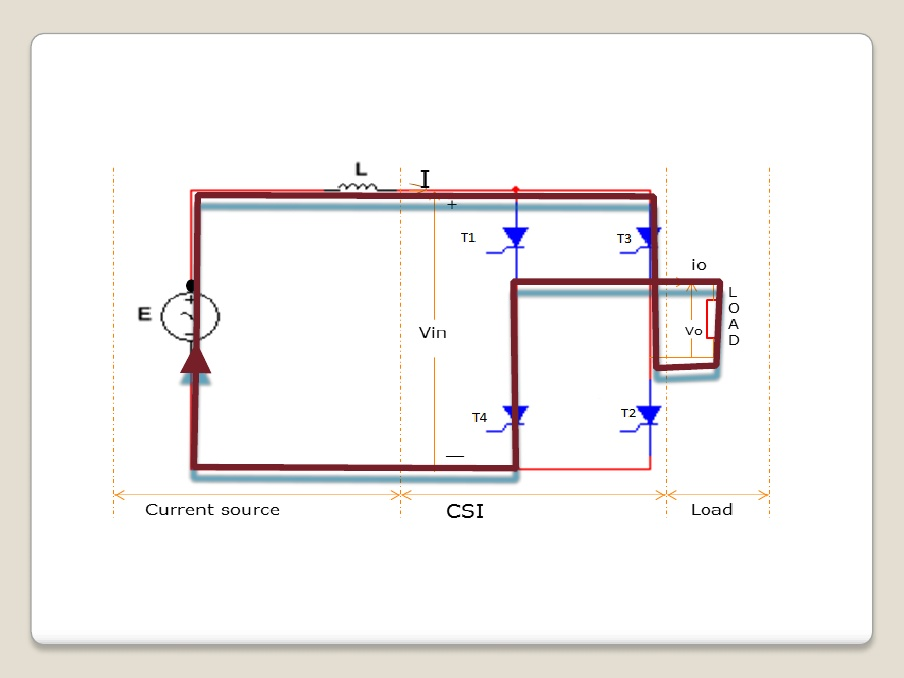 L
I
+
T1
T3
io
+
E
L
O
A
D
Vin
Vo
T4
T2
—
Current source
CSI
Load